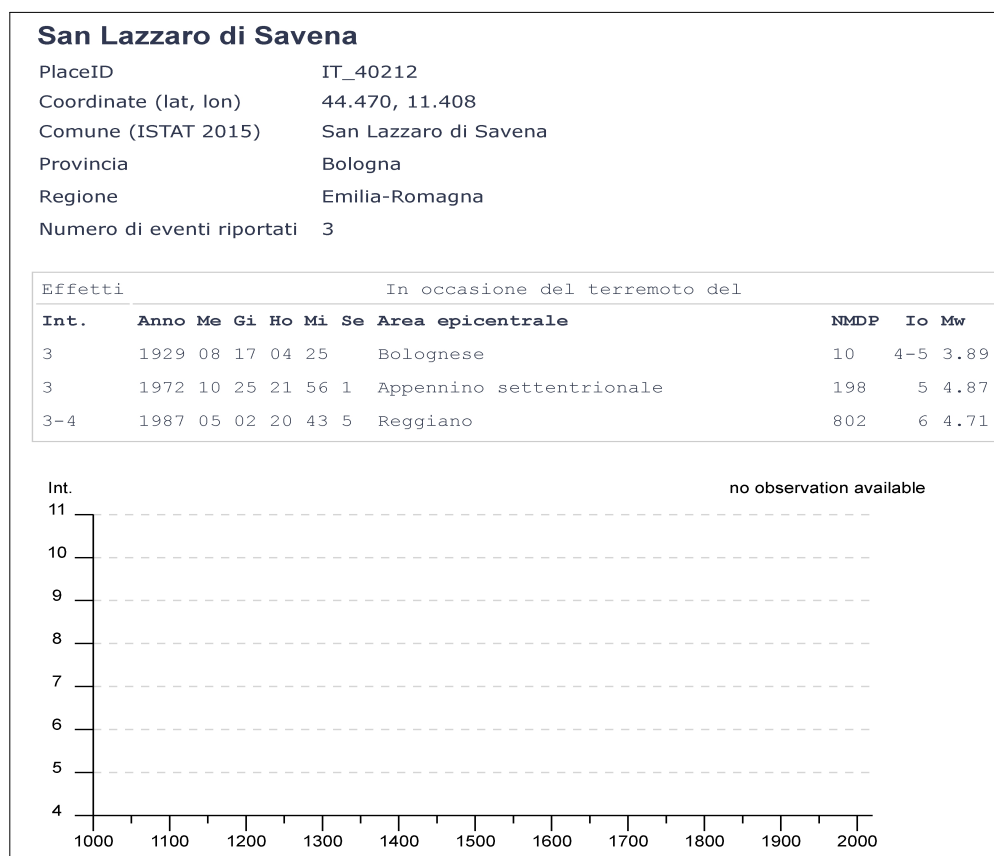 San Lazzaro di Savena
PlaceID IT_40212
Coordinate (lat, lon) 44.470, 11.408
Comune (ISTAT 2015) San Lazzaro di Savena
Provincia Bologna
Regione Emilia-Romagna
Numero di eventi riportati 3
Effetti In occasione del terremoto del
Int. Anno Me Gi Ho Mi Se Area epicentrale NMDP Io Mw
3 1929 08 17 04 25 Bolognese 10 4-5 3.89
3 1972 10 25 21 56 1 Appennino settentrionale 198 5 4.87
3-4 1987 05 02 20 43 5 Reggiano 802 6 4.71
Int. no observation available
11
10
9
8
7
6
5
4
1000 1100 1200 1300 1400 1500 1600 1700 1800 1900 2000